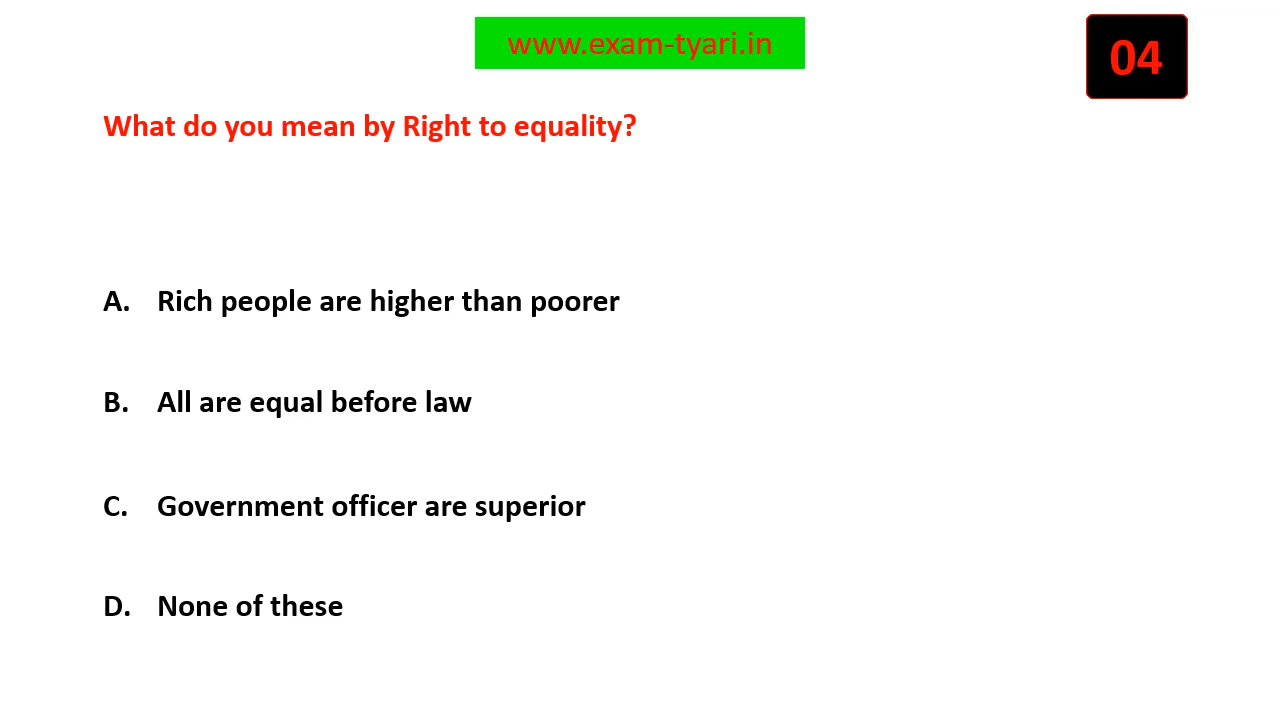 www.exam-tyari.in
04
What do you mean by Right to equality?
A. Rich people are higher than poorer
B. All are equal before law
C. Government officer are superior
D. None of these